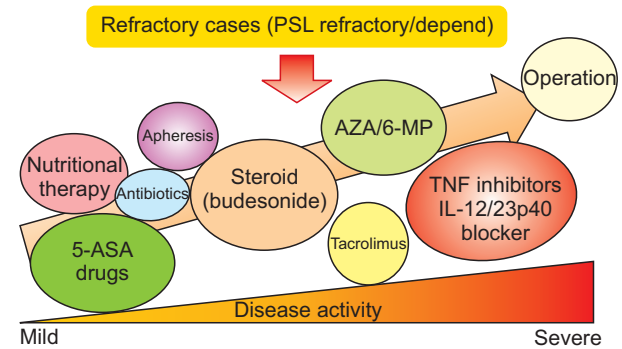 Refractory cases (PSL refractory/depend)
Operation
Apheresis
AZA/6-MP
Nutritional
therapy
Antibiotics
Steroid
(budesonide)
TNF inhibitors
IL-12/23p40
blocker
5-ASA
drugs
Tacrolimus
Disease activity
Mild
Severe